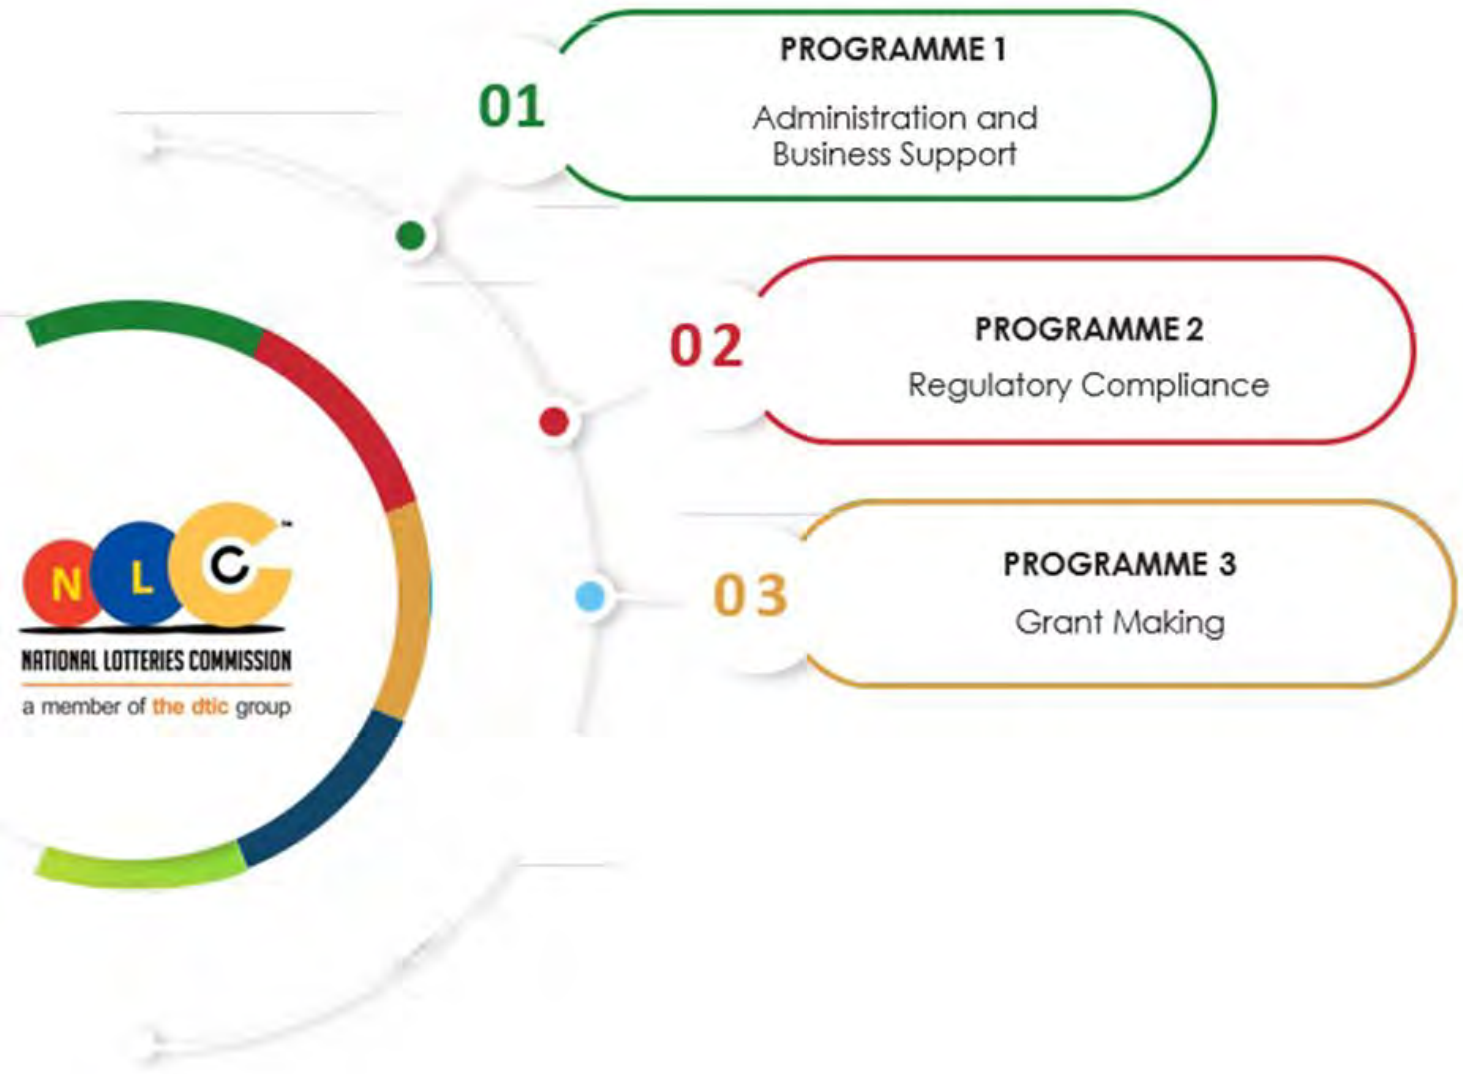 01
PROGRAMME 1
Administration and
Business Support
02
PROGRAMME 2
Regulatory Compliance
03
PROGRAMME 3
Grant Making
N L C
NATIONAL LOTTERIES COMMISSION
a member of the dtic group